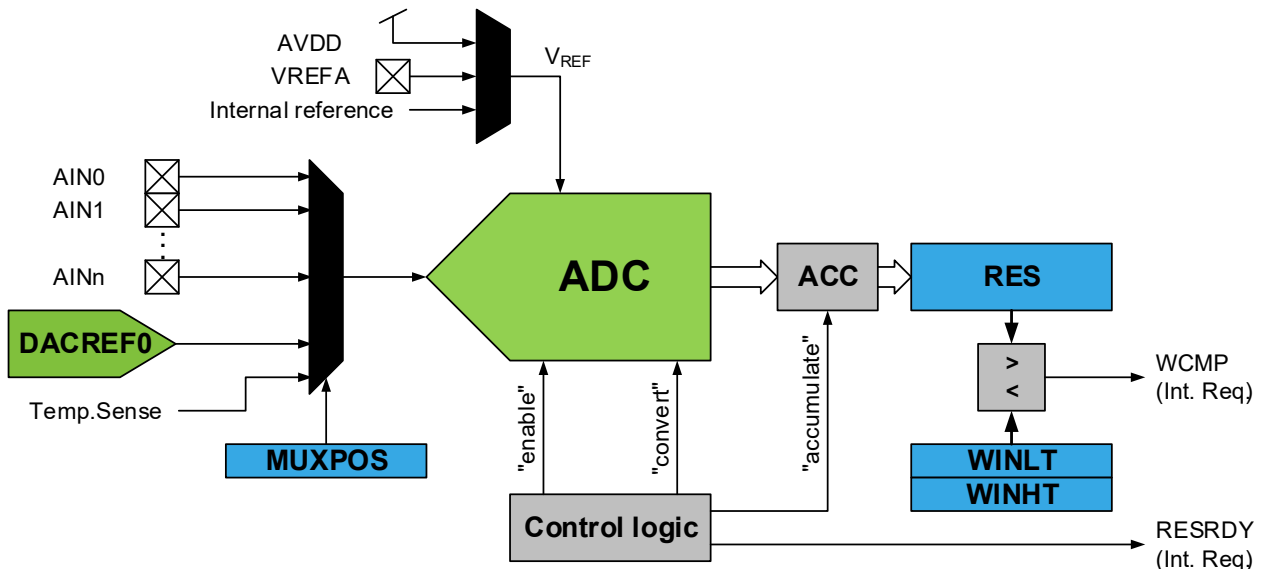 AVDD
VREFA
Internal reference
VREF
AIN0
AIN1
AINn
DACREF0
Temp.Sense
MUXPOS
ADC
ACC
RES
>
<
WCMP
(Int. Req)
WINLT
WINHT
"enable"
"convert"
"accumulate"
Control logic
RESRDY
(Int. Req)